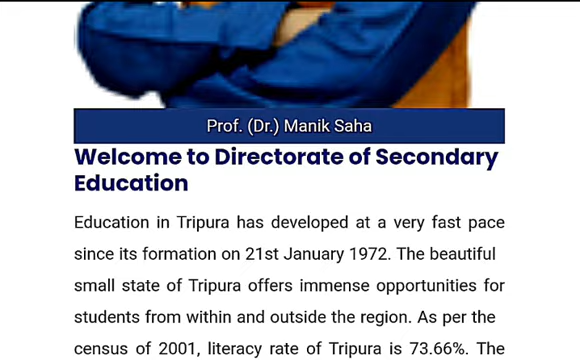 Prof. (Dr.) Manik Saha
Welcome to Directorate of Secondary
Education
Education in Tripura has developed at a very fast pace
since its formation on 21st January 1972. The beautiful
small state of Tripura offers immense opportunities for
students from within and outside the region. As per the
census of 2001, literacy rate of Tripura is 73.66%. The